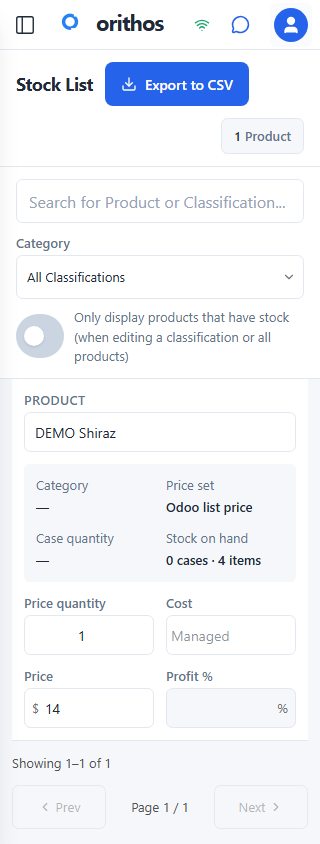 orithos
Stock List
Export to CSV
1 Product
Search for Product or Classification...
Category
All Classifications
Only display products that have stock
(when editing a classification or all
products)
PRODUCT
DEMO Shiraz
Category Price set
— Odoo list price
Case quantity Stock on hand
— 0 cases · 4 items
Price quantity Cost
1 Managed
Price Profit %
$ 14 %
Showing 1–1 of 1
Prev Page 1 / 1 Next